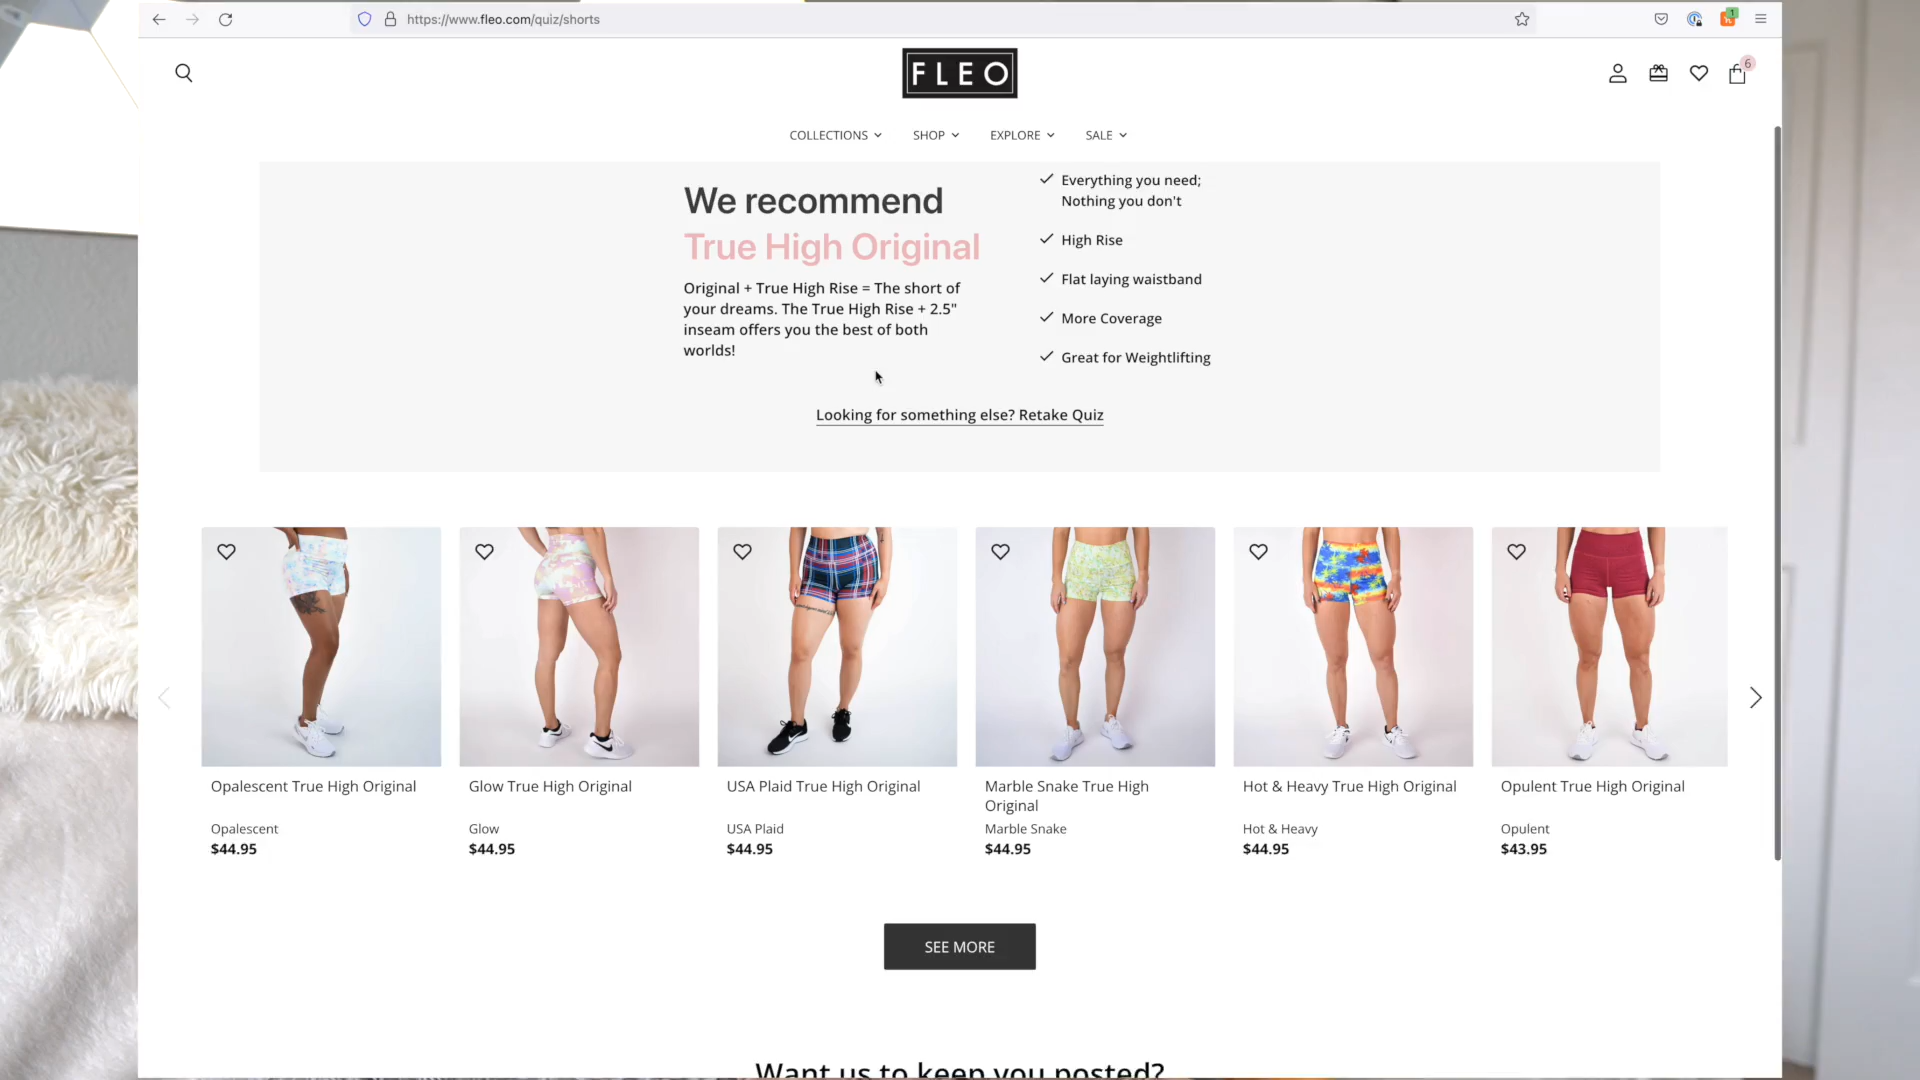 https://www.fleo.com/quiz/shorts
1
FLEO
6
COLLECTIONS
SHOP
EXPLORE
SALE
We recommend
True High Original
Original + True High Rise = The short of
your dreams. The True High Rise + 2.5"
inseam offers you the best of both
worlds!
Everything you need;
Nothing you don't
High Rise
Flat laying waistband
More Coverage
Great for Weightlifting
Looking for something else? Retake Quiz
Opalescent True High Original
Opalescent
$44.95
Glow True High Original
Glow
$44.95
USA Plaid True High Original
USA Plaid
$44.95
Marble Snake True High
Original
Marble Snake
$44.95
Hot & Heavy True High Original
Hot & Heavy
$44.95
Opulent True High Original
Opulent
$43.95
SEE MORE
Want us to keep you posted?